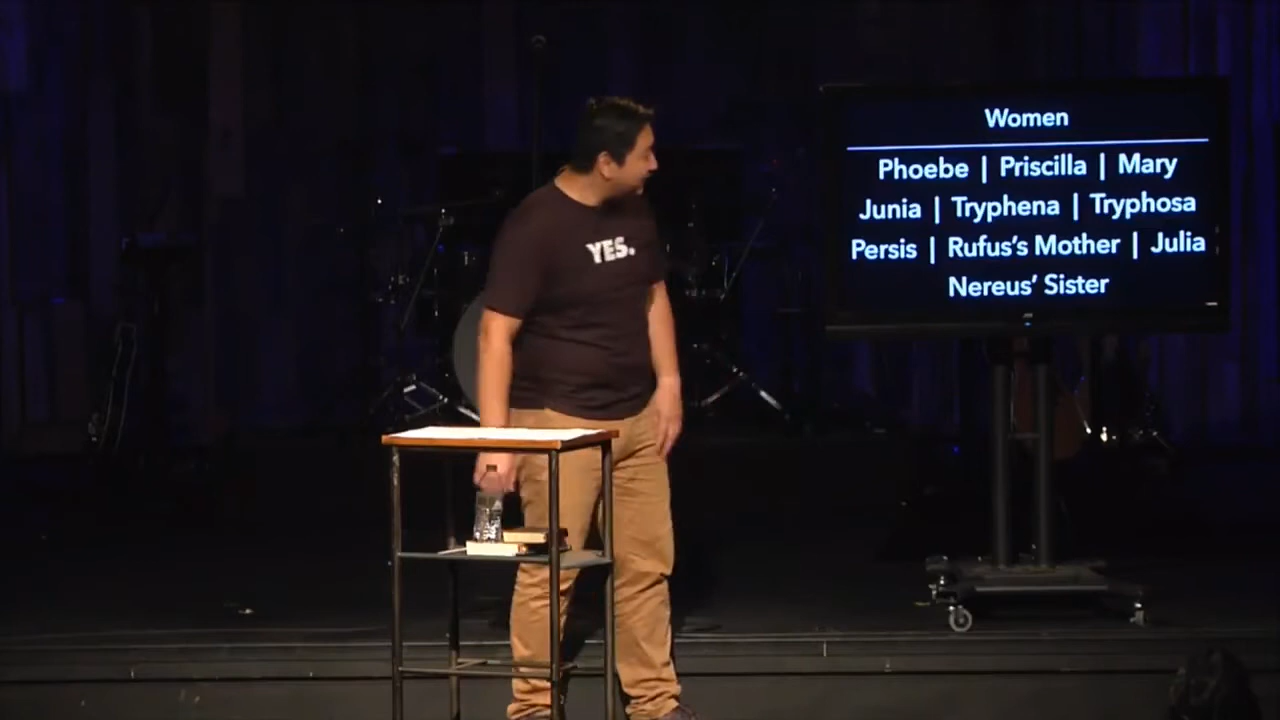 YES.
Women
Phoebe | Priscilla | Mary
Junia | Tryphena | Tryphosa
Persis | Rufus's Mother | Julia
Nereus' Sister